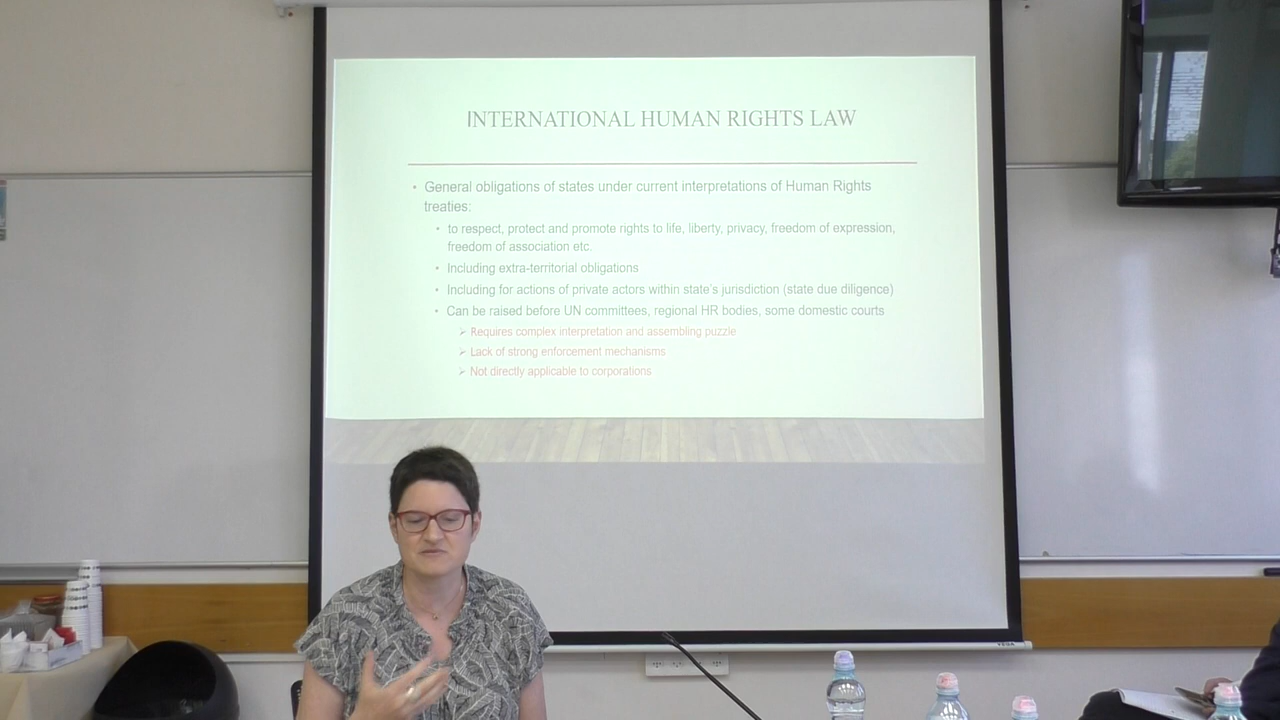 INTERNATIONAL HUMAN RIGHTS LAW
• General obligations of states under current interpretations of Human Rights
treaties:
• to respect, protect and promote rights to life, liberty, privacy, freedom of expression,
freedom of association etc.
• Including extra-territorial obligations
• Including for actions of private actors within state's jurisdiction (state due diligence)
• Can be raised before UN committees, regional HR bodies, some domestic courts
➢ Requires complex interpretation and assembling puzzle
➢ Lack of strong enforcement mechanisms
➢ Not directly applicable to corporations